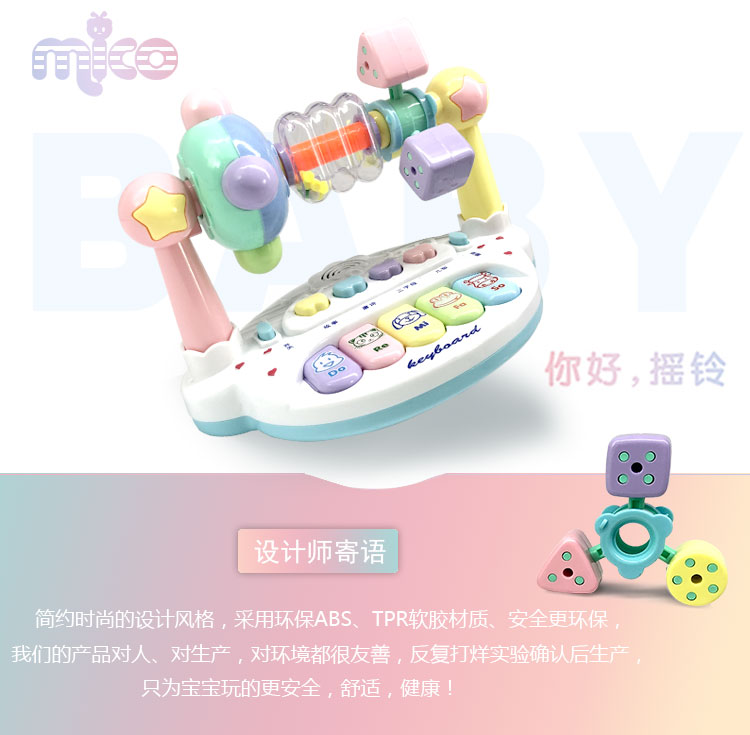 mico
BABY
Do Re Mi Fa So
keyboard
你好，摇铃
设计师寄语
简约时尚的设计风格，采用环保ABS、TPR软胶材质、安全更环保，
我们的产品对人、对生产，对环境都很友善，反复打烊实验确认后生产，
只为宝宝玩的更安全，舒适，健康！